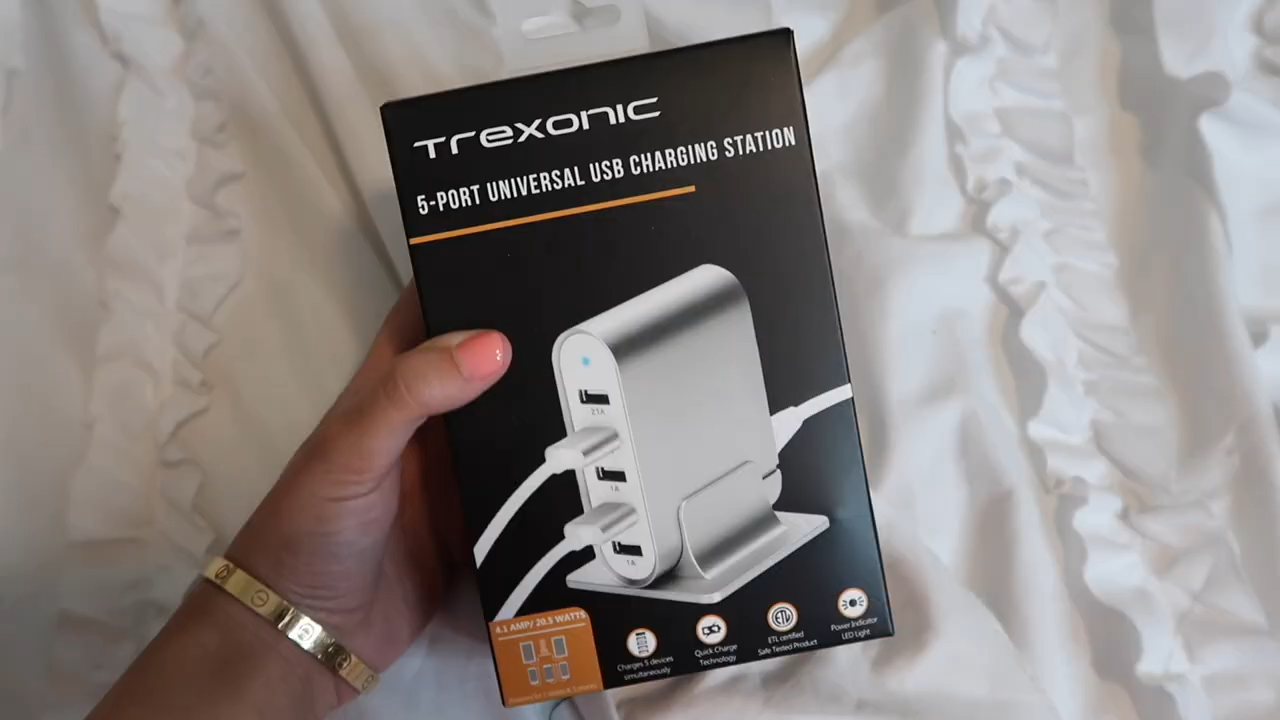 Trexonic
5-PORT UNIVERSAL USB CHARGING STATION
2.1A
1A
1A
4.1 AMP/ 20.5 WATTS
Charges 5 devices
simultaneously
Quick Charge
Technology
ETL
ETL certified
Safe Tested Product
Power Indicator
LED Light